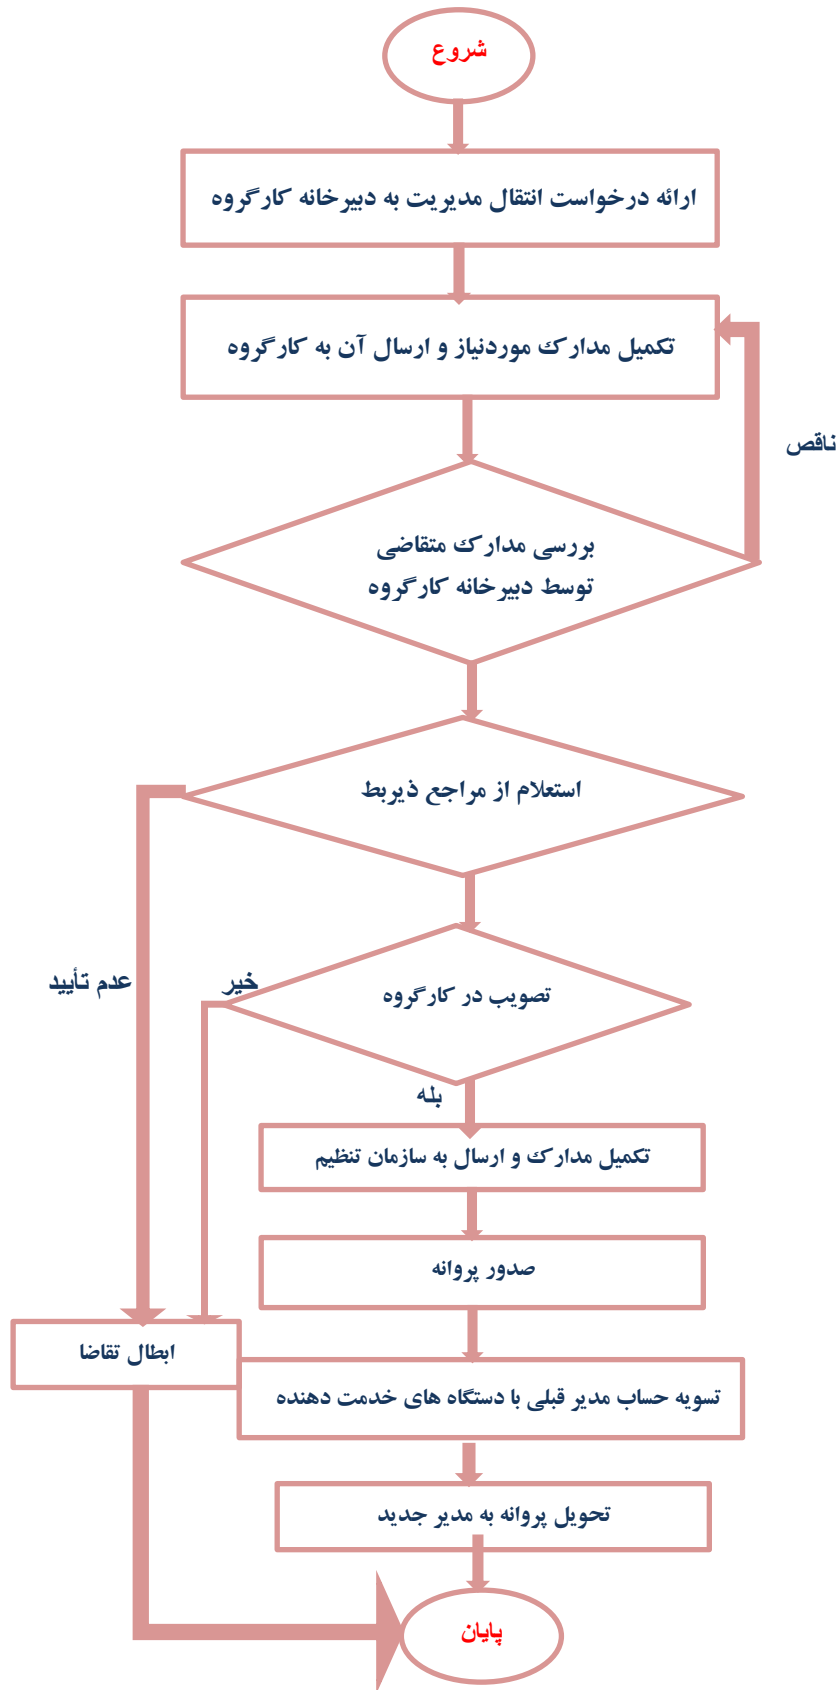 شروع
ارائه درخواست انتقال مدیریت به دبیرخانه کارگروه
تکمیل مدارک موردنیاز و ارسال آن به کارگروه
ناقص
بررسی مدارک متقاضی
توسط دبیرخانه کارگروه
استعلام از مراجع ذیربط
عدم تأیید
خیر
تصویب در کارگروه
بله
تکمیل مدارک و ارسال به سازمان تنظیم
صدور پروانه
ابطال تقاضا
تسویه حساب مدیر قبلی با دستگاه های خدمت دهنده
تحویل پروانه به مدیر جدید
پایان